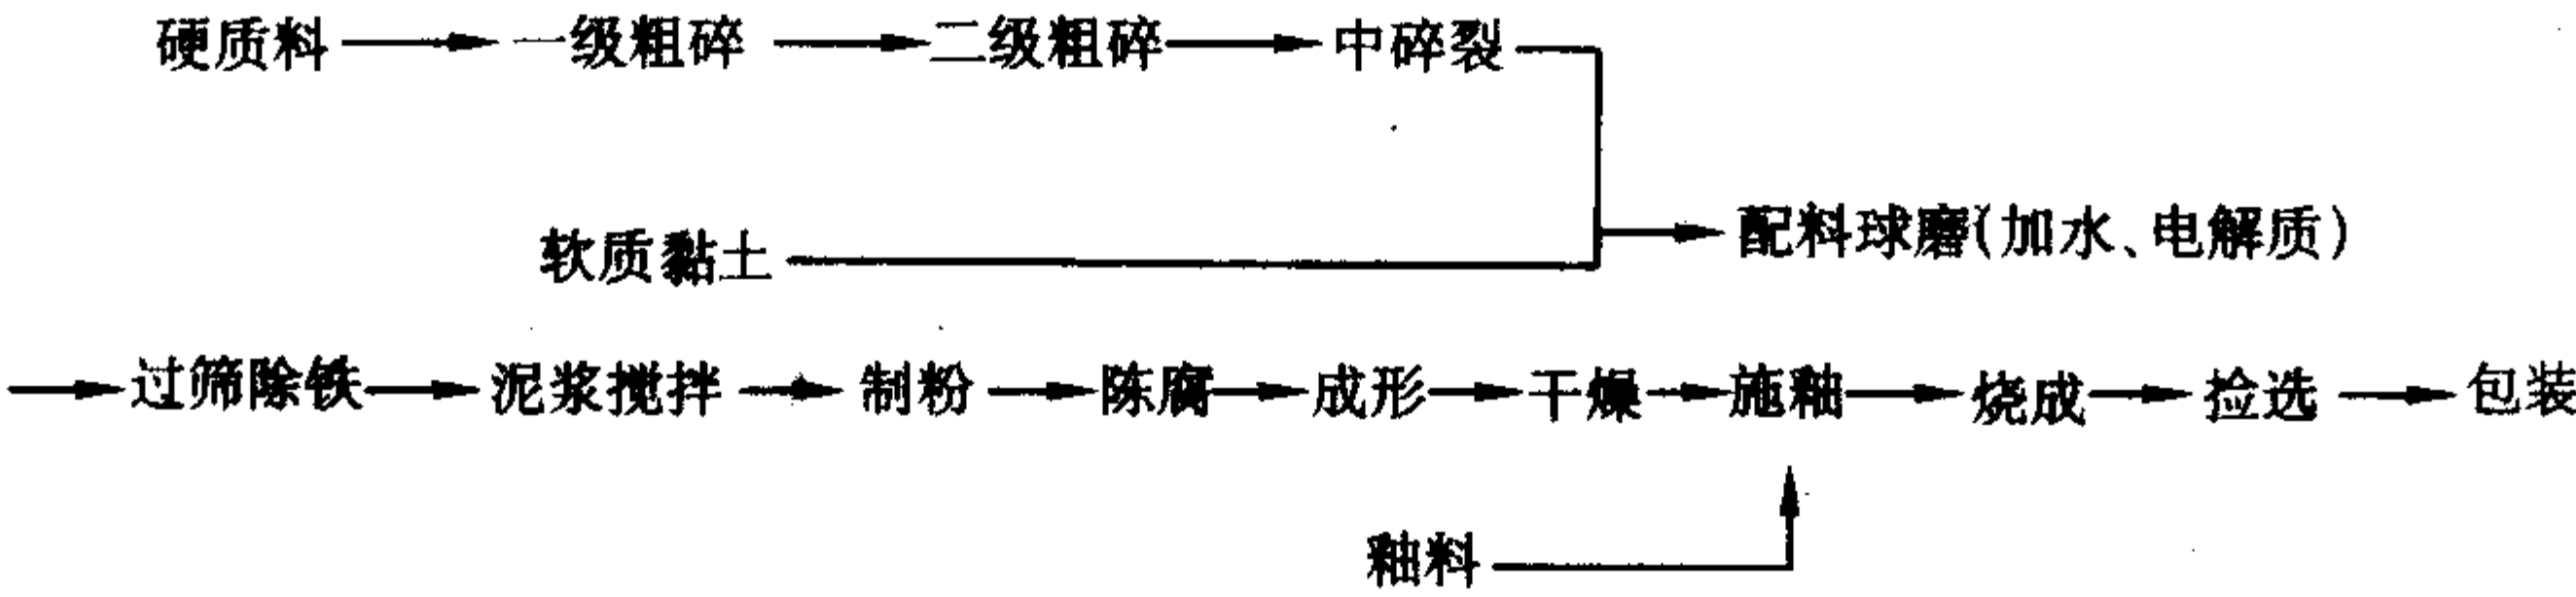 硬质料 一级粗碎 二级粗碎 中碎裂
软质黏土 配料球磨(加水、电解质)
过筛除铁 泥浆搅拌 制粉 陈腐 成形 干燥 施釉 烧成 捡选 包装
釉料